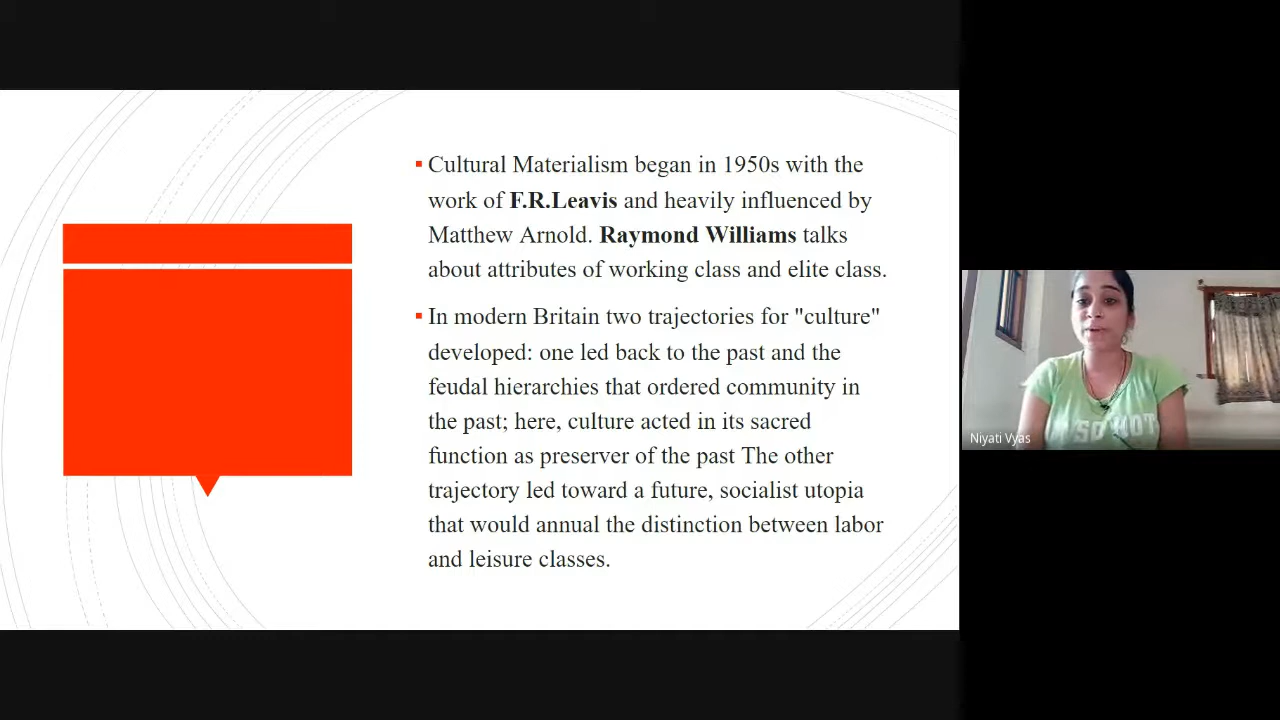 Cultural Materialism began in 1950s with the
work of F.R.Leavis and heavily influenced by
Matthew Arnold. Raymond Williams talks
about attributes of working class and elite class.
In modern Britain two trajectories for "culture"
developed: one led back to the past and the
feudal hierarchies that ordered community in
the past; here, culture acted in its sacred
function as preserver of the past The other
trajectory led toward a future, socialist utopia
that would annual the distinction between labor
and leisure classes.
I SO NOT
Niyati Vyas